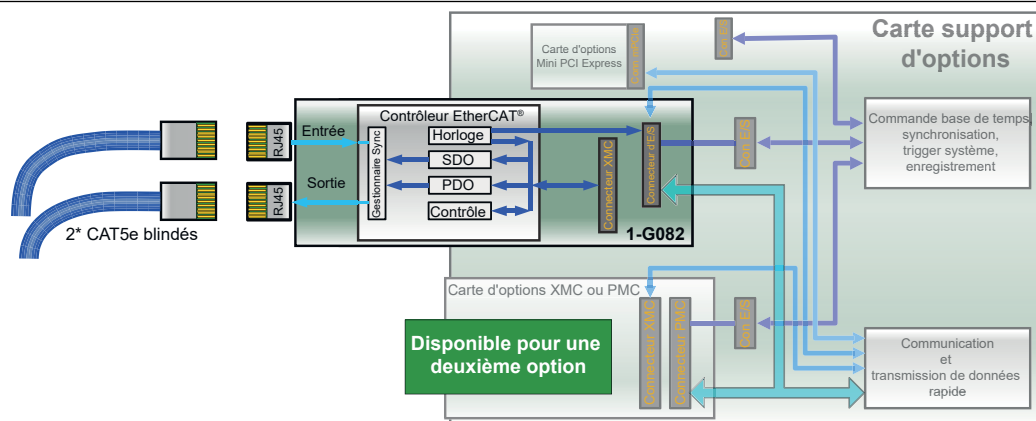 Carte support
d'options
Con E/S
Carte d'options
Mini PCI Express
Conn mPCIe
Commande base de temps,
synchronisation,
trigger système,
enregistrement
Contrôleur EtherCAT®
RJ45
Entrée
Gestionnaire Sync
Horloge
SDO
PDO
Contrôle
Connecteur XMC
Connecteur d'E/S
Con E/S
RJ45
Sortie
2* CAT5e blindés
1-G082
Carte d'options XMC ou PMC
Connecteur XMC
Connecteur PMC
Con E/S
Disponible pour une
deuxième option
Communication
et
transmission de données
rapide